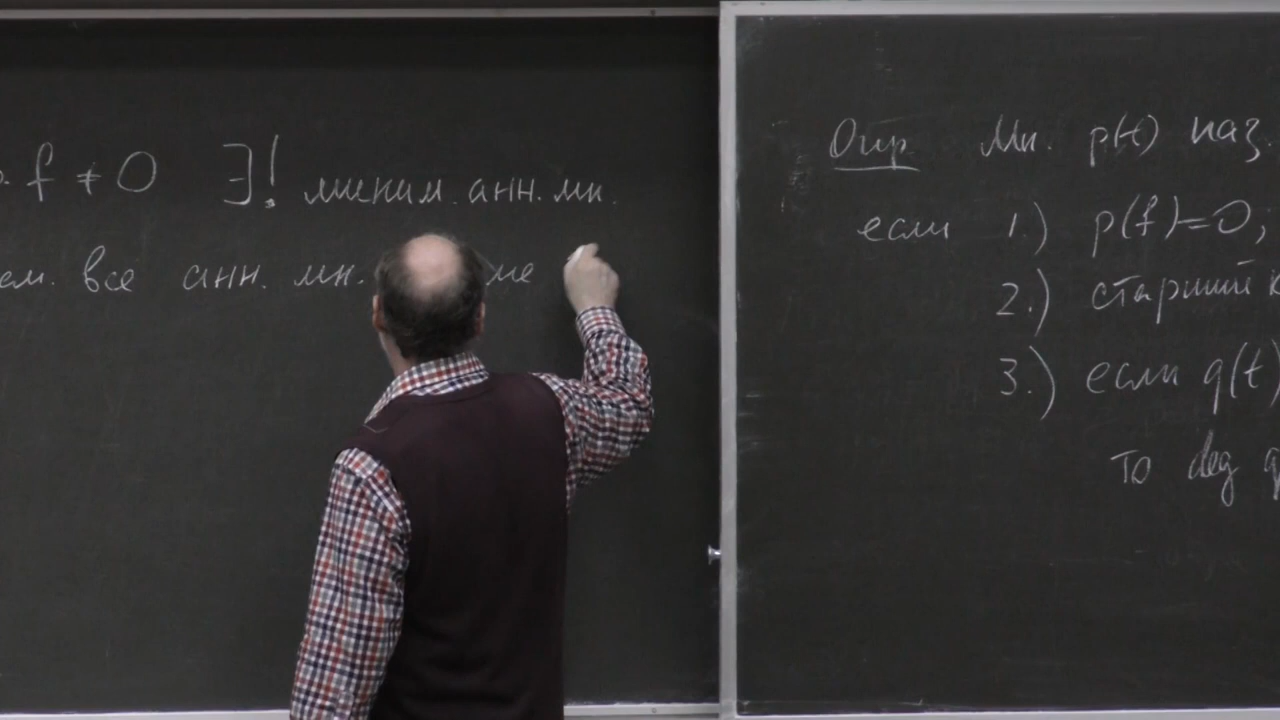 f ≠ 0 ∃! миним. анн. мн.
все анн. мн.
Опр Мн. p(t) наз.
если 1.) p(f)=0;
2.) старший к
3.) если q(t)
то deg q